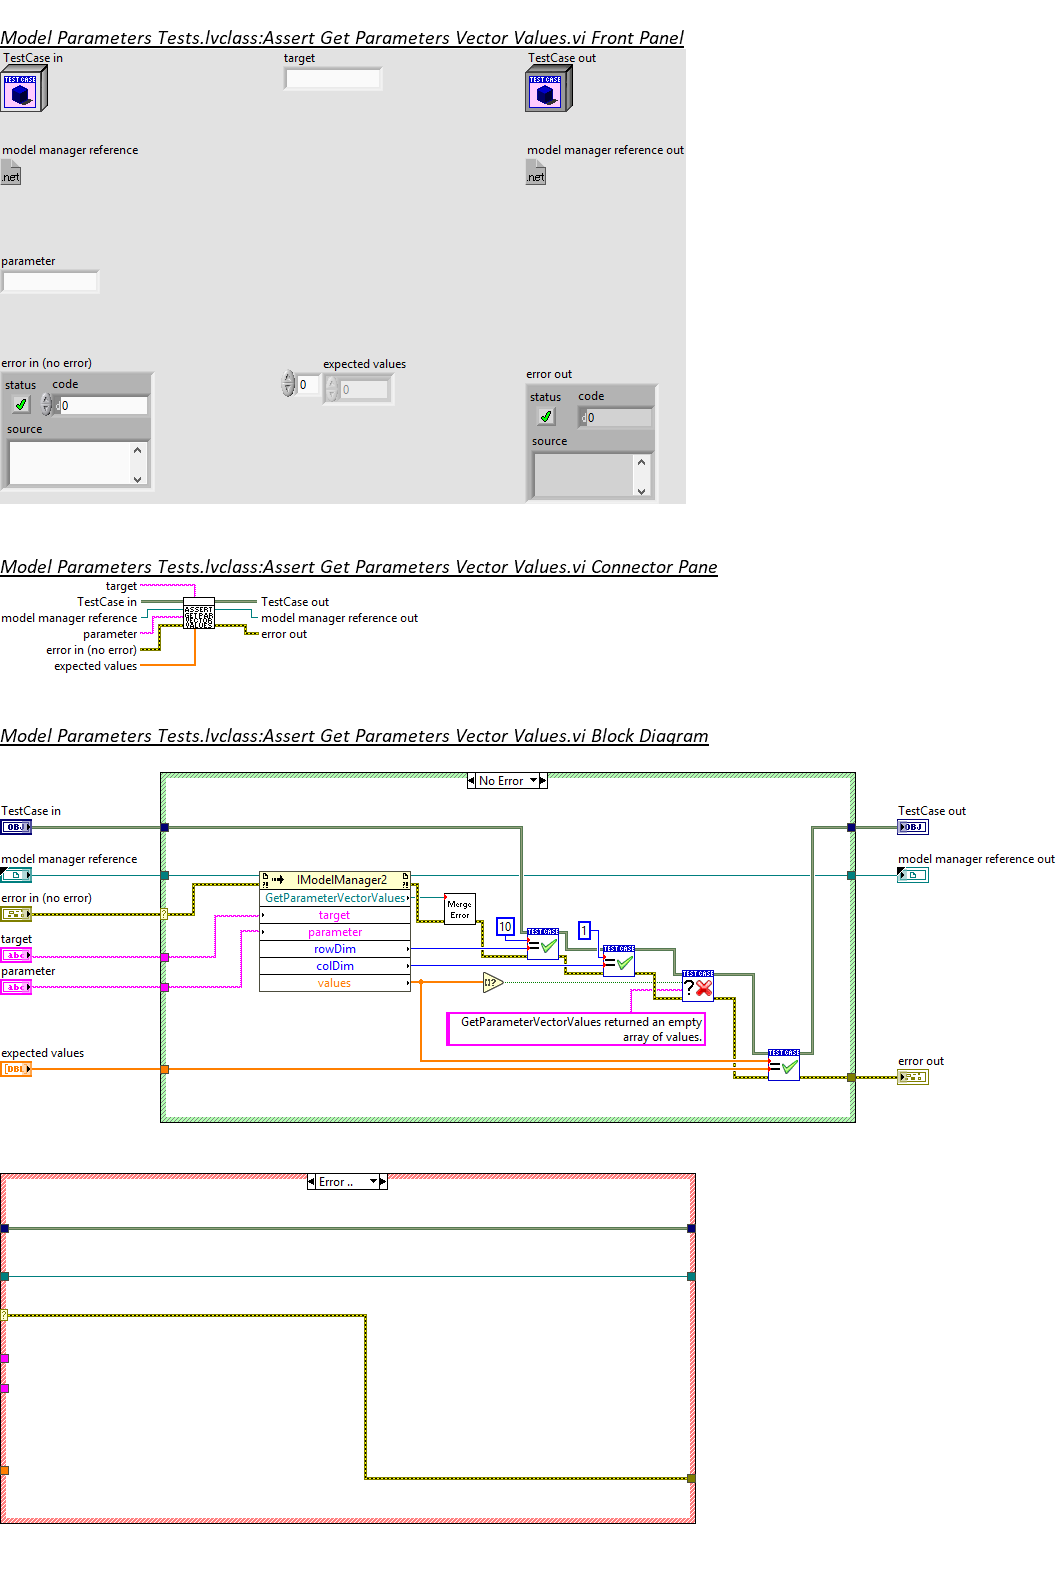 Model Parameters Tests.lvclass:Assert Get Parameters Vector Values.vi Front Panel
TestCase in
target
TestCase out
TEST CASE
TEST CASE
model manager reference
model manager reference out
.net
.net
parameter
error in (no error)
expected values
error out
status
code
0
0
status
code
d
0
d
0
source
source
Model Parameters Tests.lvclass:Assert Get Parameters Vector Values.vi Connector Pane
target
TestCase in
TestCase out
model manager reference
model manager reference out
parameter
error out
error in (no error)
expected values
ASSERT
GET PAR
VECTOR
VALUES
Model Parameters Tests.lvclass:Assert Get Parameters Vector Values.vi Block Diagram
No Error
TestCase in
TestCase out
OBJ
OBJ
model manager reference
model manager reference out
IModelManager2
error in (no error)
GetParameterVectorValues
Merge
Error
?
target
target
abc
parameter
10
1
TEST CASE
rowDim
TEST CASE
parameter
colDim
TEST CASE
abc
values
[]?
?
GetParameterVectorValues returned an empty
array of values.
expected values
TEST CASE
error out
DBL
Error ..
?